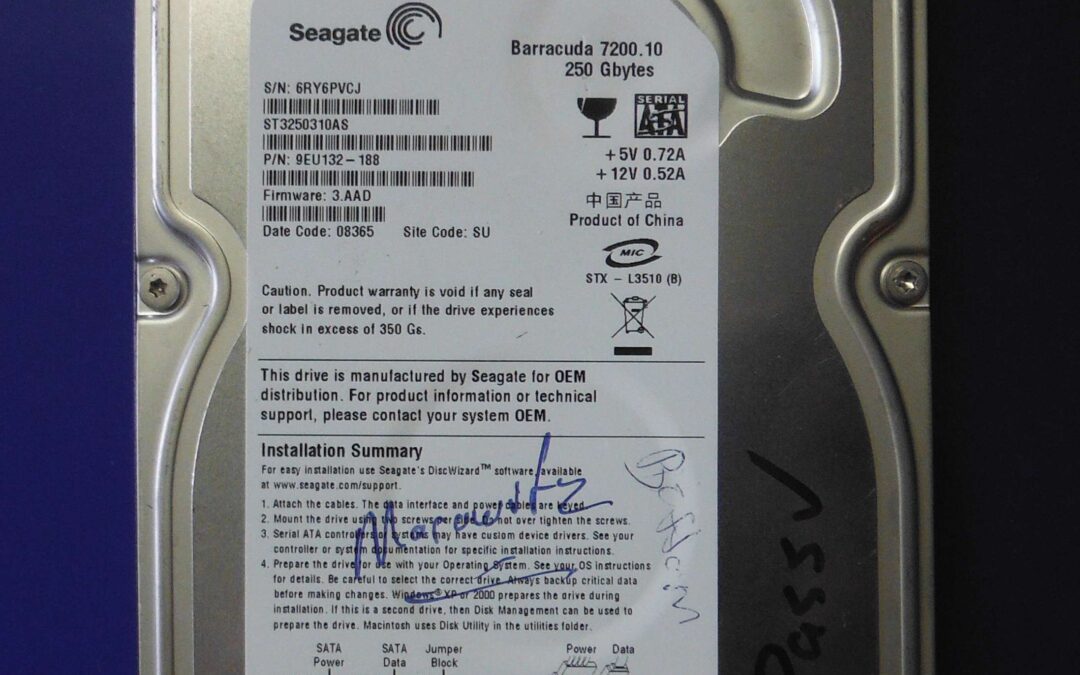 Seagate
Barracuda 7200.10
250 Gbytes
S/N: 6RY6PVCJ
ST3250310AS
P/N: 9EU132-188
Firmware: 3.AAD
Date Code: 08365 Site Code: SU
SERIAL
ATA
+5V 0.72A
+12V 0.52A
中国产品
Product of China
MIC
STX - L3510 (B)
Caution. Product warranty is void if any seal
or label is removed, or if the drive experiences
shock in excess of 350 Gs.
This drive is manufactured by Seagate for OEM
distribution. For product information or technical
support, please contact your system OEM.
Installation Summary
For easy installation use Seagate's DiscWizard™ software, available
at www.seagate.com/support.
1. Attach the cables. The data interface and power cables are keyed.
2. Mount the drive using two screws per side. Do not over tighten the screws.
3. Serial ATA controllers or systems may have custom device drivers. See your
controller or system documentation for specific installation instructions.
4. Prepare the drive for use with your Operating System. See your OS instructions
for details. Be careful to select the correct drive. Always backup critical data
before making changes. Windows® XP or 2000 prepares the drive during
installation. If this is a second drive, then Disk Management can be used to
prepare the drive. Macintosh uses Disk Utility in the utilities folder.
SATA
Power
SATA
Data
Jumper
Block
Power Data
Pass